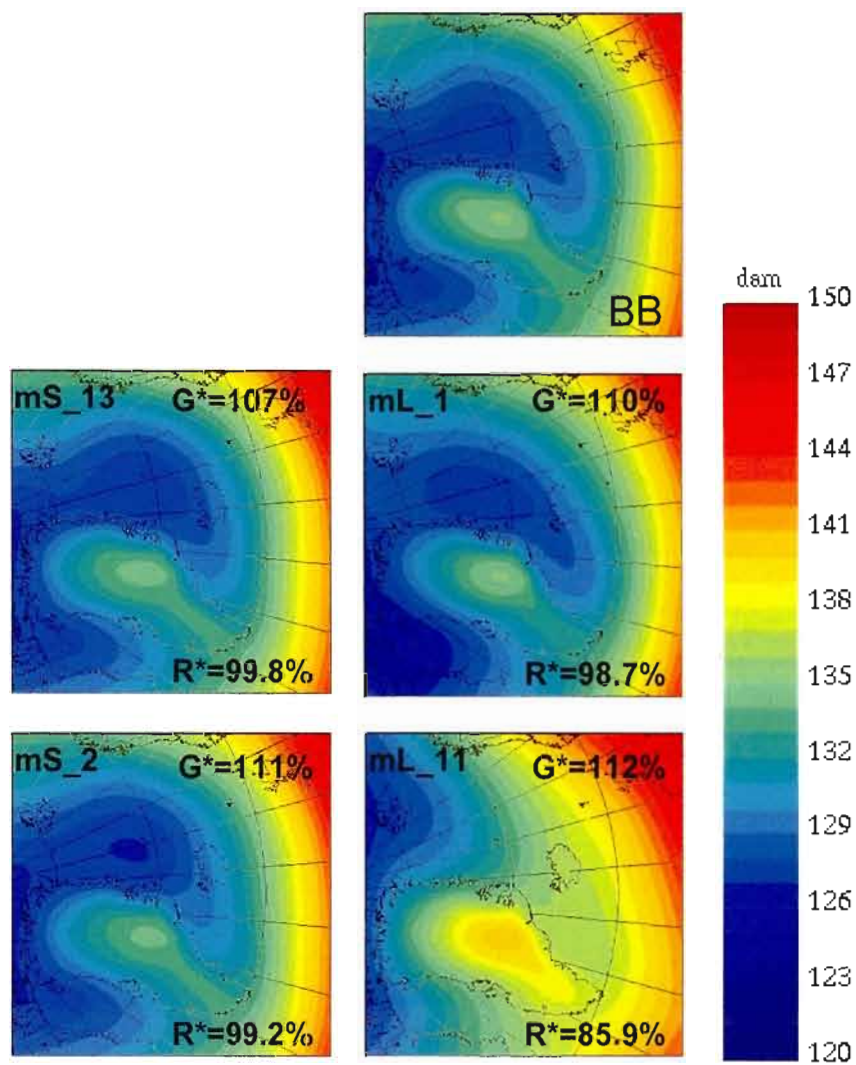 BB
mS_13 G*=107%
R*=99.8%
mL_1 G*=110%
R*=98.7%
mS_2 G*=111%
R*=99.2%
mL_11 G*=112%
R*=85.9%
dam
150
147
144
141
138
135
132
129
126
123
120